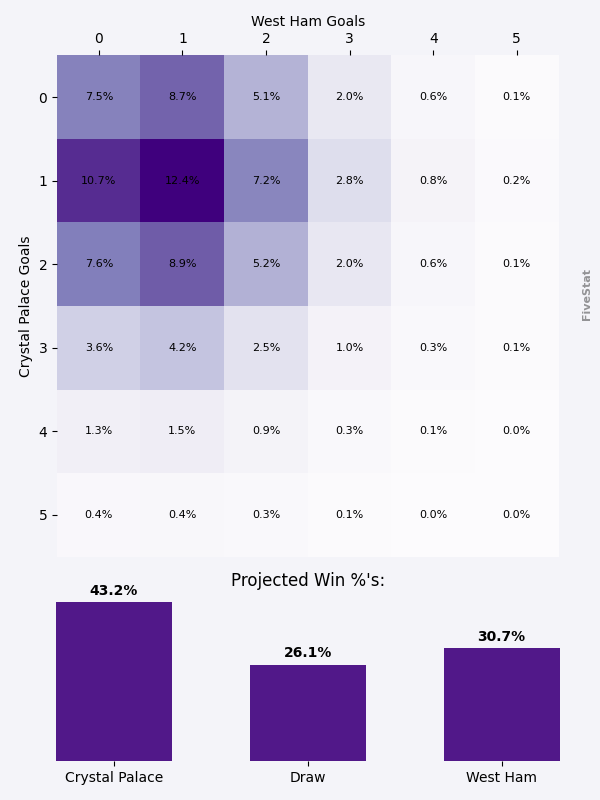 West Ham Goals
0 1 2 3 4 5
Crystal Palace Goals
0 7.5% 8.7% 5.1% 2.0% 0.6% 0.1%
1 10.7% 12.4% 7.2% 2.8% 0.8% 0.2%
2 7.6% 8.9% 5.2% 2.0% 0.6% 0.1%
3 3.6% 4.2% 2.5% 1.0% 0.3% 0.1%
4 1.3% 1.5% 0.9% 0.3% 0.1% 0.0%
5 0.4% 0.4% 0.3% 0.1% 0.0% 0.0%
FiveStat
Projected Win %'s:
43.2% 26.1% 30.7%
Crystal Palace Draw West Ham